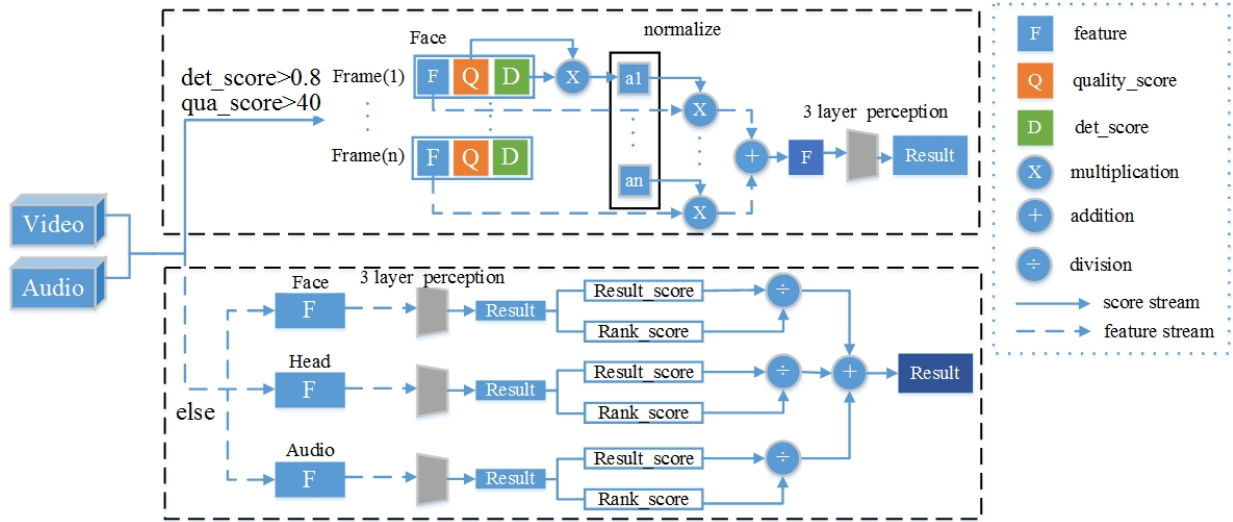 Face
normalize
det_score>0.8
qua_score>40
Frame(1)
F Q D
X
a1
X
3 layer perception
Frame(n)
F Q D
+
F
Result
an
X
Video
Audio
else
Face
3 layer perception
F
Result
Result_score
Rank_score
÷
Head
F
Result
Result_score
Rank_score
÷
+
Result
Audio
F
Result
Result_score
Rank_score
÷
F feature
Q quality_score
D det_score
X multiplication
+ addition
÷ division
score stream
feature stream